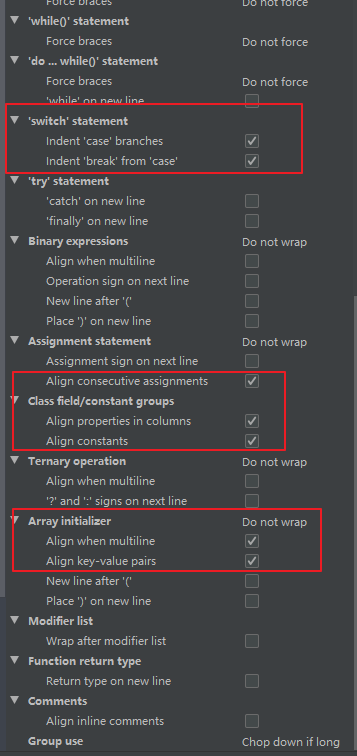 Force braces Do not force
'while()' statement
Force braces Do not force
'do ... while()' statement
Force braces Do not force
'while' on new line
'switch' statement
Indent 'case' branches
Indent 'break' from 'case'
'try' statement
'catch' on new line
'finally' on new line
Binary expressions Do not wrap
Align when multiline
Operation sign on next line
New line after '('
Place ')' on new line
Assignment statement Do not wrap
Assignment sign on next line
Align consecutive assignments
Class field/constant groups
Align properties in columns
Align constants
Ternary operation Do not wrap
Align when multiline
'?' and ':' signs on next line
Array initializer Do not wrap
Align when multiline
Align key-value pairs
New line after '('
Place ')' on new line
Modifier list
Wrap after modifier list
Function return type
Return type on new line
Comments
Align inline comments
Group use Chop down if long